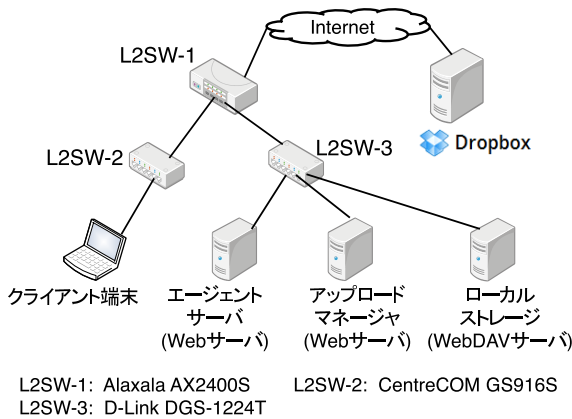 Internet
L2SW-1
Dropbox
L2SW-2
L2SW-3
クライアント端末
エージェント
サーバ
(Webサーバ)
アップロード
マネージャ
(Webサーバ)
ローカル
ストレージ
(WebDAVサーバ)
L2SW-1: Alaxala AX2400S
L2SW-2: CentreCOM GS916S
L2SW-3: D-Link DGS-1224T